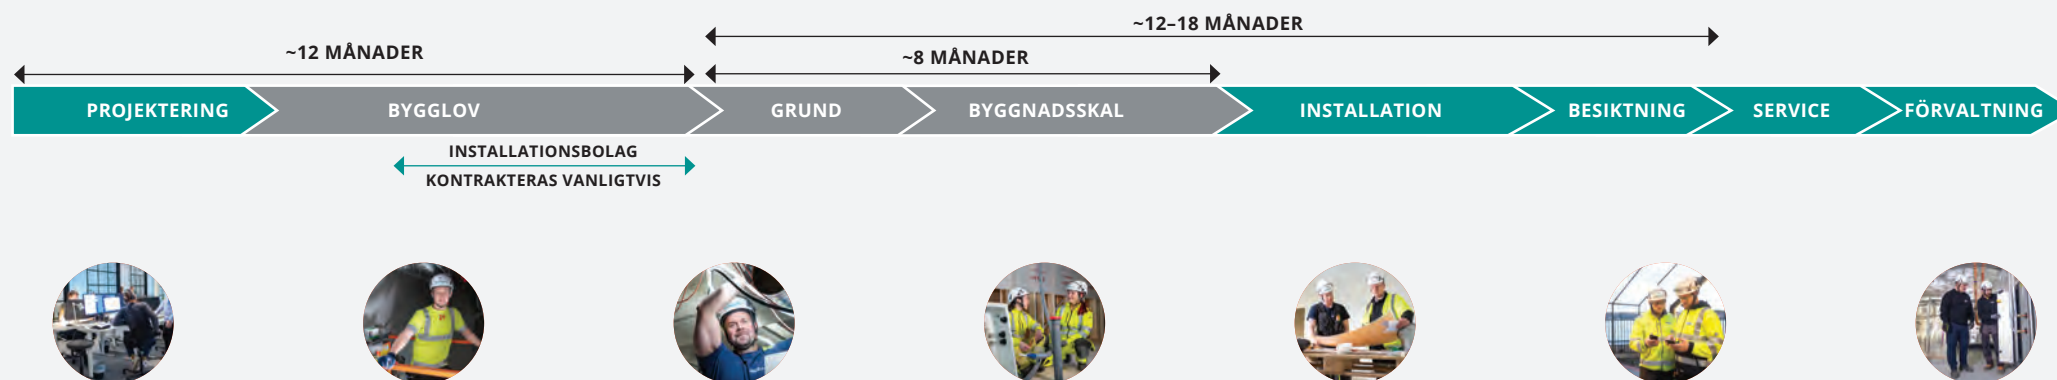 ~12–18 MÅNADER
~12 MÅNADER
~8 MÅNADER
PROJEKTERING
BYGGLOV
GRUND
BYGGNADSSKAL
INSTALLATION
BESIKTNING
SERVICE
FÖRVALTNING
INSTALLATIONSBOLAG
KONTRAKTERAS VANLIGTVIS